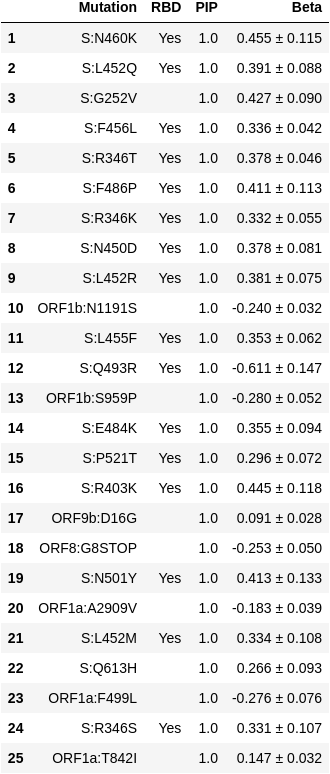 Mutation RBD PIP Beta
1 S:N460K Yes 1.0 0.455 ± 0.115
2 S:L452Q Yes 1.0 0.391 ± 0.088
3 S:G252V 1.0 0.427 ± 0.090
4 S:F456L Yes 1.0 0.336 ± 0.042
5 S:R346T Yes 1.0 0.378 ± 0.046
6 S:F486P Yes 1.0 0.411 ± 0.113
7 S:R346K Yes 1.0 0.332 ± 0.055
8 S:N450D Yes 1.0 0.378 ± 0.081
9 S:L452R Yes 1.0 0.381 ± 0.075
10 ORF1b:N1191S 1.0 -0.240 ± 0.032
11 S:L455F Yes 1.0 0.353 ± 0.062
12 S:Q493R Yes 1.0 -0.611 ± 0.147
13 ORF1b:S959P 1.0 -0.280 ± 0.052
14 S:E484K Yes 1.0 0.355 ± 0.094
15 S:P521T Yes 1.0 0.296 ± 0.072
16 S:R403K Yes 1.0 0.445 ± 0.118
17 ORF9b:D16G 1.0 0.091 ± 0.028
18 ORF8:G8STOP 1.0 -0.253 ± 0.050
19 S:N501Y Yes 1.0 0.413 ± 0.133
20 ORF1a:A2909V 1.0 -0.183 ± 0.039
21 S:L452M Yes 1.0 0.334 ± 0.108
22 S:Q613H 1.0 0.266 ± 0.093
23 ORF1a:F499L 1.0 -0.276 ± 0.076
24 S:R346S Yes 1.0 0.331 ± 0.107
25 ORF1a:T842I 1.0 0.147 ± 0.032